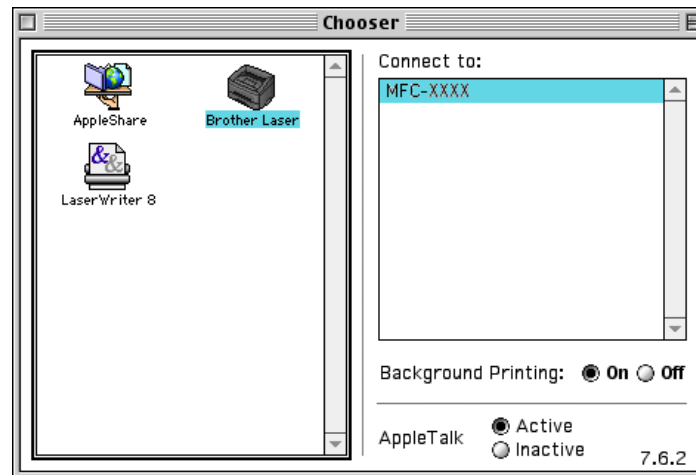 Chooser
AppleShare
Brother Laser
LaserWriter 8
Connect to:
MFC-XXXX
Background Printing: On Off
AppleTalk
Active
Inactive
7.6.2